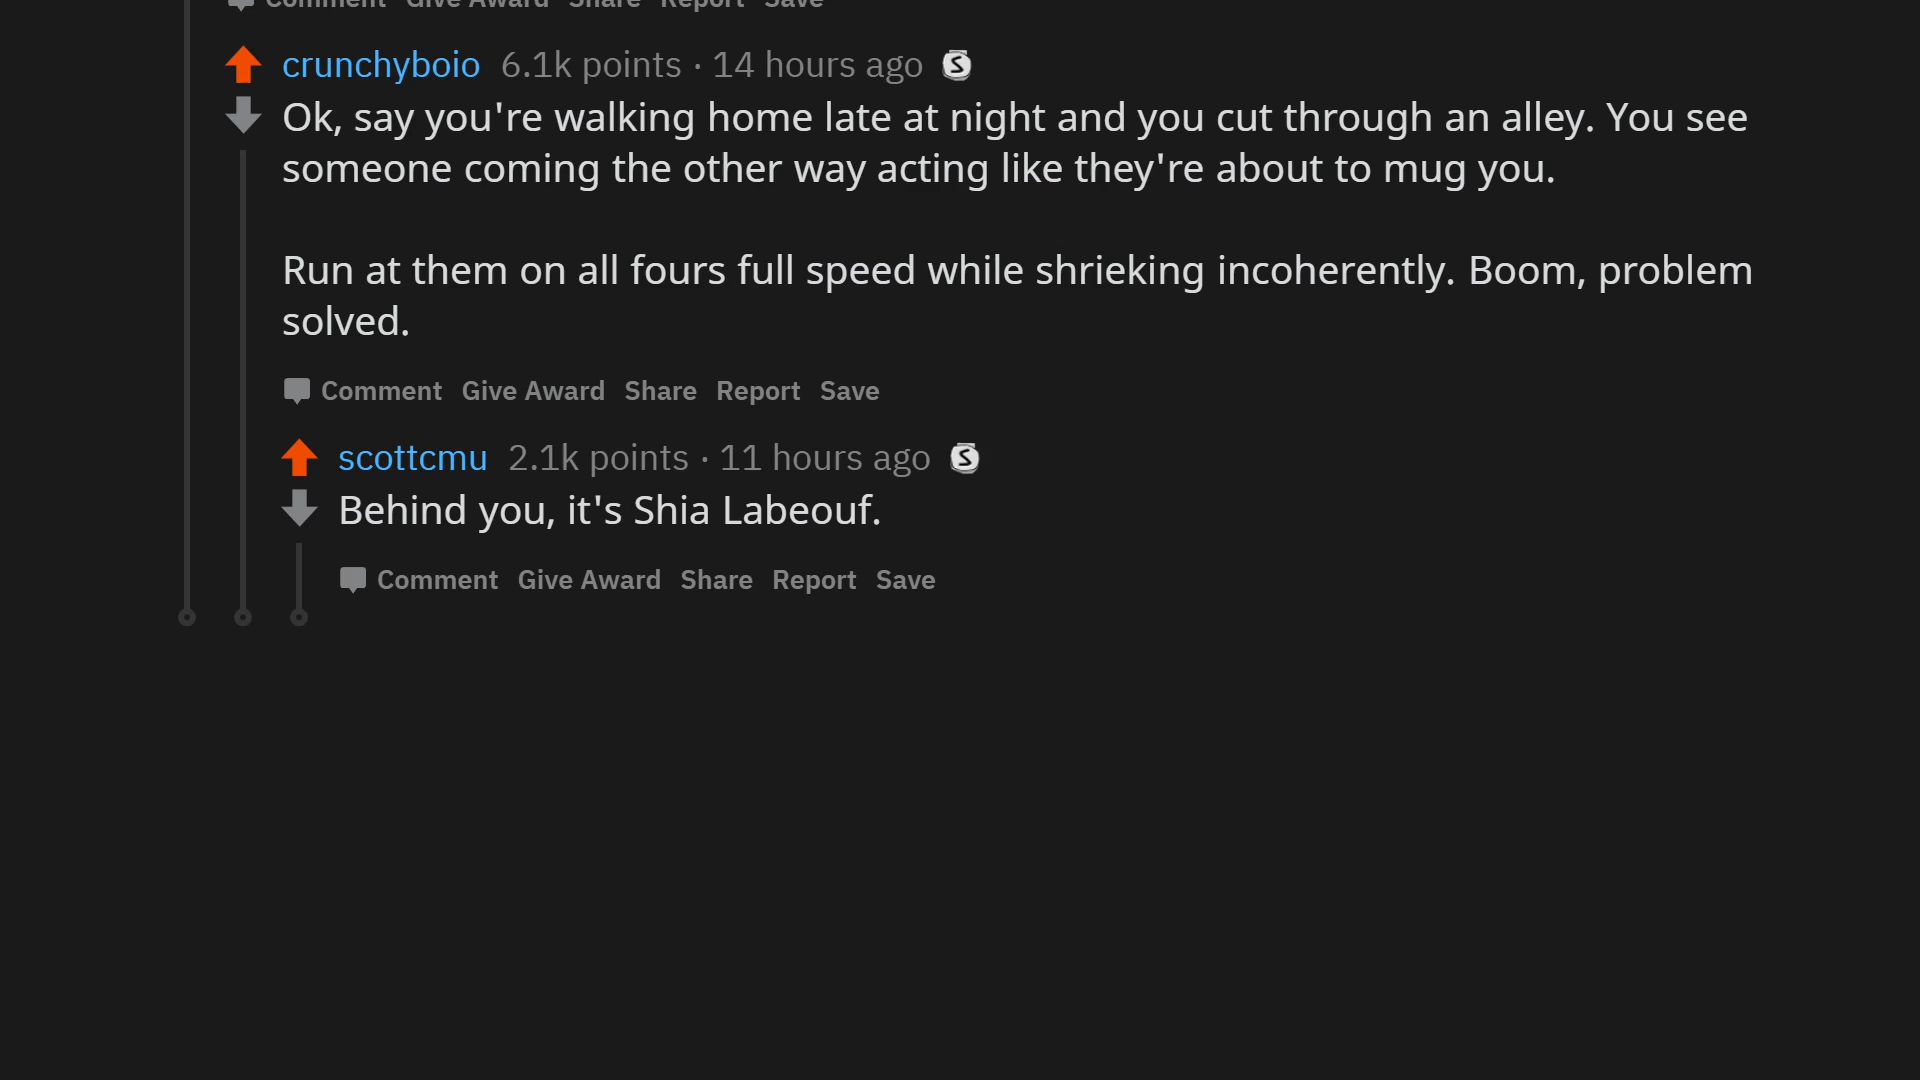 Comment Give Award Share Report Save
crunchyboio 6.1k points · 14 hours ago S
Ok, say you're walking home late at night and you cut through an alley. You see
someone coming the other way acting like they're about to mug you.
Run at them on all fours full speed while shrieking incoherently. Boom, problem
solved.
Comment Give Award Share Report Save
scottcmu 2.1k points · 11 hours ago S
Behind you, it's Shia Labeouf.
Comment Give Award Share Report Save